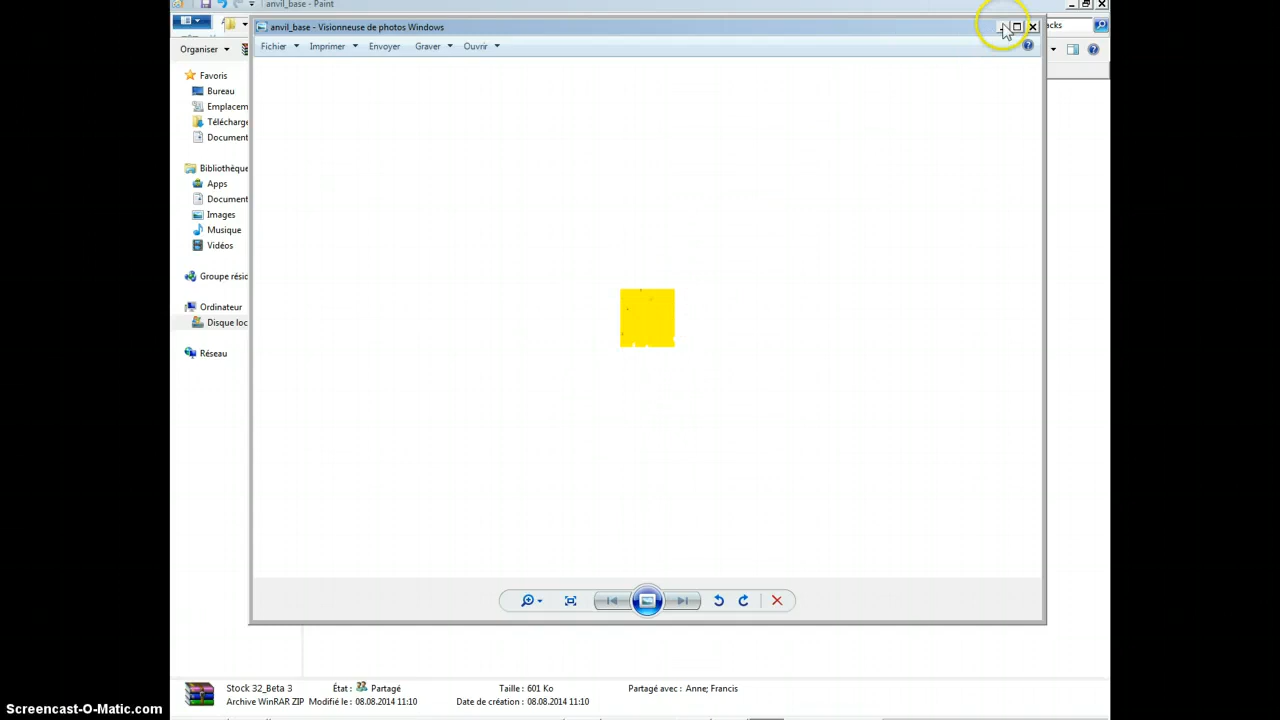 anvil_base - Paint
anvil_base - Visionneuse de photos Windows
acks
Fichier Imprimer Envoyer Graver Ouvrir
Organiser
Favoris
Bureau
Emplacem
Télécharge
Document
Bibliothèque
Apps
Document
Images
Musique
Vidéos
Groupe résid
Ordinateur
Disque loc
Réseau
Stock 32_Beta 3 État : Partagé Taille : 601 Ko Partagé avec : Anne; Francis
Archive WinRAR ZIP Modifié le : 08.08.2014 11:10 Date de création : 08.08.2014 11:10
Screencast-O-Matic.com